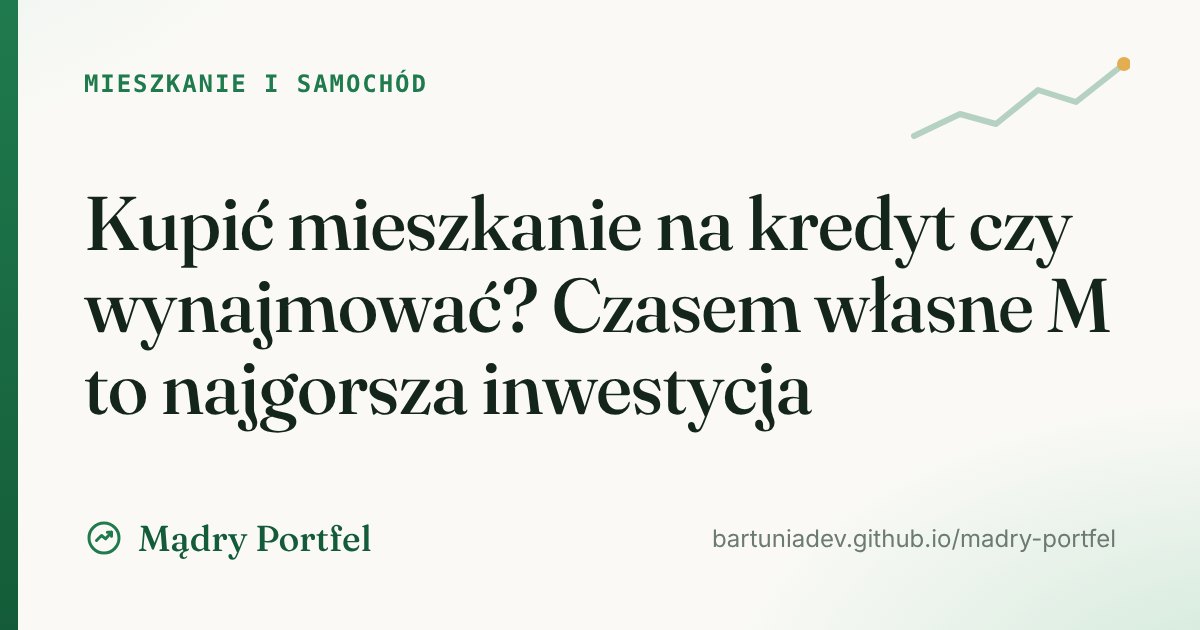 MIESZKANIE I SAMOCHÓD
Kupić mieszkanie na kredyt czy
wynajmować? Czasem własne M
to najgorsza inwestycja
Mądry Portfel
bartuniadev.github.io/madry-portfel